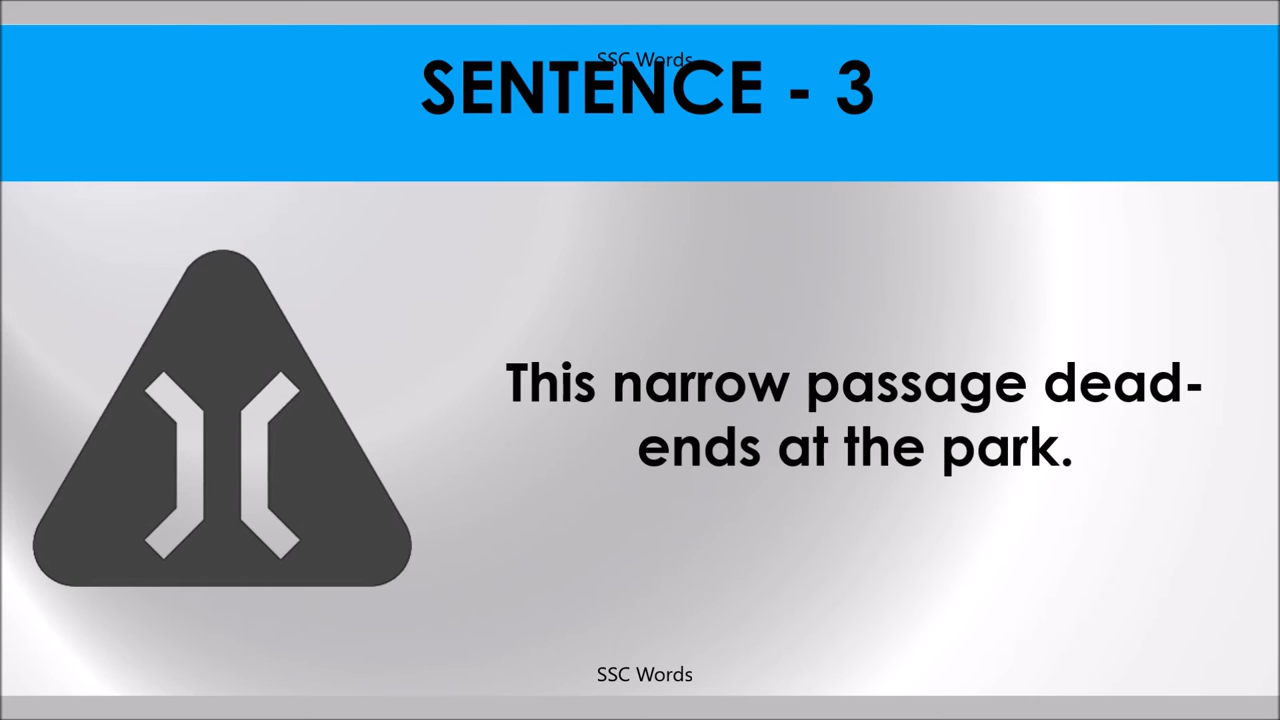 SSC Words
SENTENCE - 3
This narrow passage dead-
ends at the park.
SSC Words